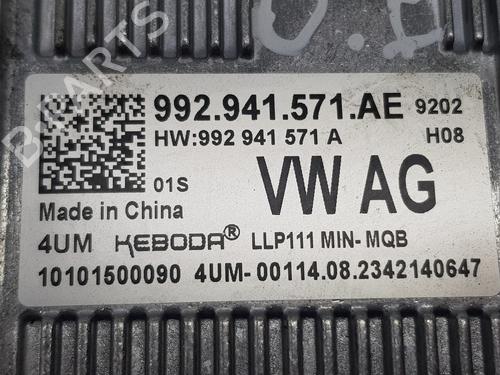 992.941.571.AE 9202
HW:992 941 571 A H08
01S VW AG
Made in China
4UM KEBODA® LLP111 MIN- MQB
10101500090 4UM- 00114.08.2342140647
B-PARTS